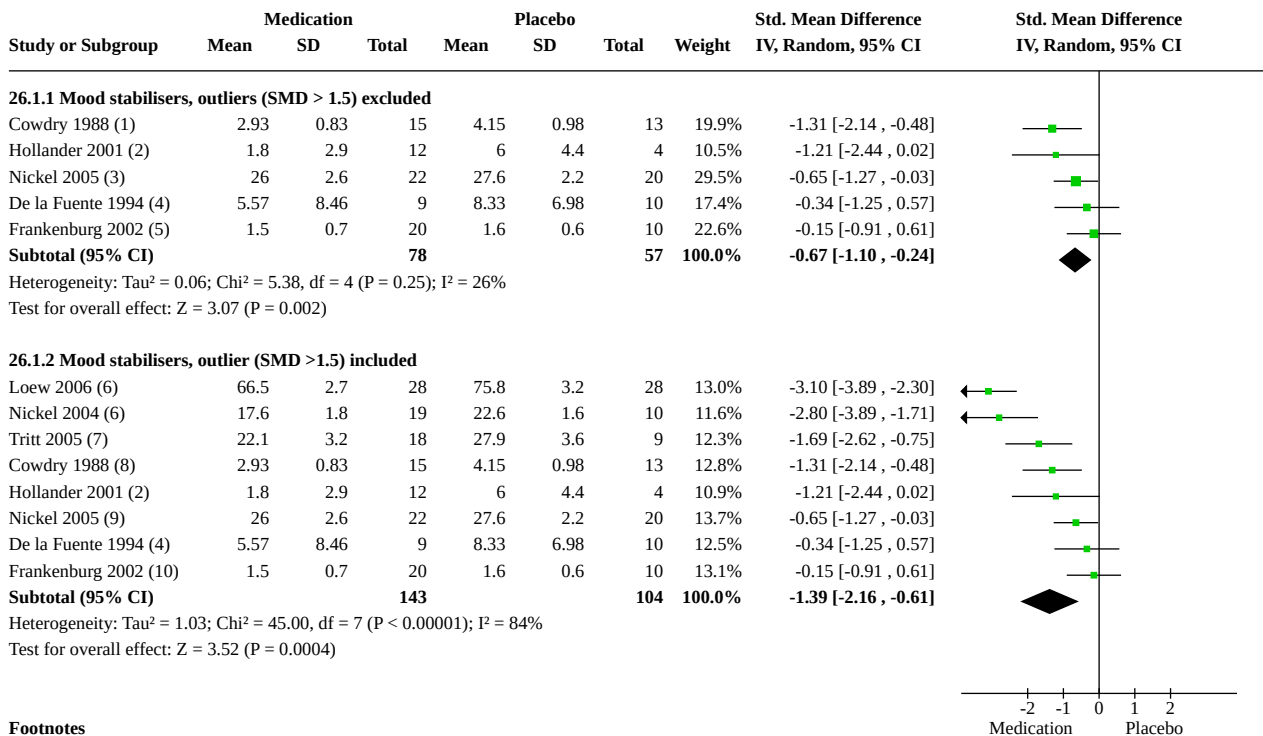 Medication Placebo Std. Mean Difference Std. Mean Difference
Study or Subgroup Mean SD Total Mean SD Total Weight IV, Random, 95% CI IV, Random, 95% CI
26.1.1 Mood stabilisers, outliers (SMD > 1.5) excluded
Cowdry 1988 (1) 2.93 0.83 15 4.15 0.98 13 19.9% -1.31 [-2.14 , -0.48]
Hollander 2001 (2) 1.8 2.9 12 6 4.4 4 10.5% -1.21 [-2.44 , 0.02]
Nickel 2005 (3) 26 2.6 22 27.6 2.2 20 29.5% -0.65 [-1.27 , -0.03]
De la Fuente 1994 (4) 5.57 8.46 9 8.33 6.98 10 17.4% -0.34 [-1.25 , 0.57]
Frankenburg 2002 (5) 1.5 0.7 20 1.6 0.6 10 22.6% -0.15 [-0.91 , 0.61]
Subtotal (95% CI) 78 57 100.0% -0.67 [-1.10 , -0.24]
Heterogeneity: Tau² = 0.06; Chi² = 5.38, df = 4 (P = 0.25); I² = 26%
Test for overall effect: Z = 3.07 (P = 0.002)
26.1.2 Mood stabilisers, outlier (SMD >1.5) included
Loew 2006 (6) 66.5 2.7 28 75.8 3.2 28 13.0% -3.10 [-3.89 , -2.30]
Nickel 2004 (6) 17.6 1.8 19 22.6 1.6 10 11.6% -2.80 [-3.89 , -1.71]
Tritt 2005 (7) 22.1 3.2 18 27.9 3.6 9 12.3% -1.69 [-2.62 , -0.75]
Cowdry 1988 (8) 2.93 0.83 15 4.15 0.98 13 12.8% -1.31 [-2.14 , -0.48]
Hollander 2001 (2) 1.8 2.9 12 6 4.4 4 10.9% -1.21 [-2.44 , 0.02]
Nickel 2005 (9) 26 2.6 22 27.6 2.2 20 13.7% -0.65 [-1.27 , -0.03]
De la Fuente 1994 (4) 5.57 8.46 9 8.33 6.98 10 12.5% -0.34 [-1.25 , 0.57]
Frankenburg 2002 (10) 1.5 0.7 20 1.6 0.6 10 13.1% -0.15 [-0.91 , 0.61]
Subtotal (95% CI) 143 104 100.0% -1.39 [-2.16 , -0.61]
Heterogeneity: Tau² = 1.03; Chi² = 45.00, df = 7 (P < 0.00001); I² = 84%
Test for overall effect: Z = 3.52 (P = 0.0004)
-2 -1 0 1 2
Footnotes Medication Placebo